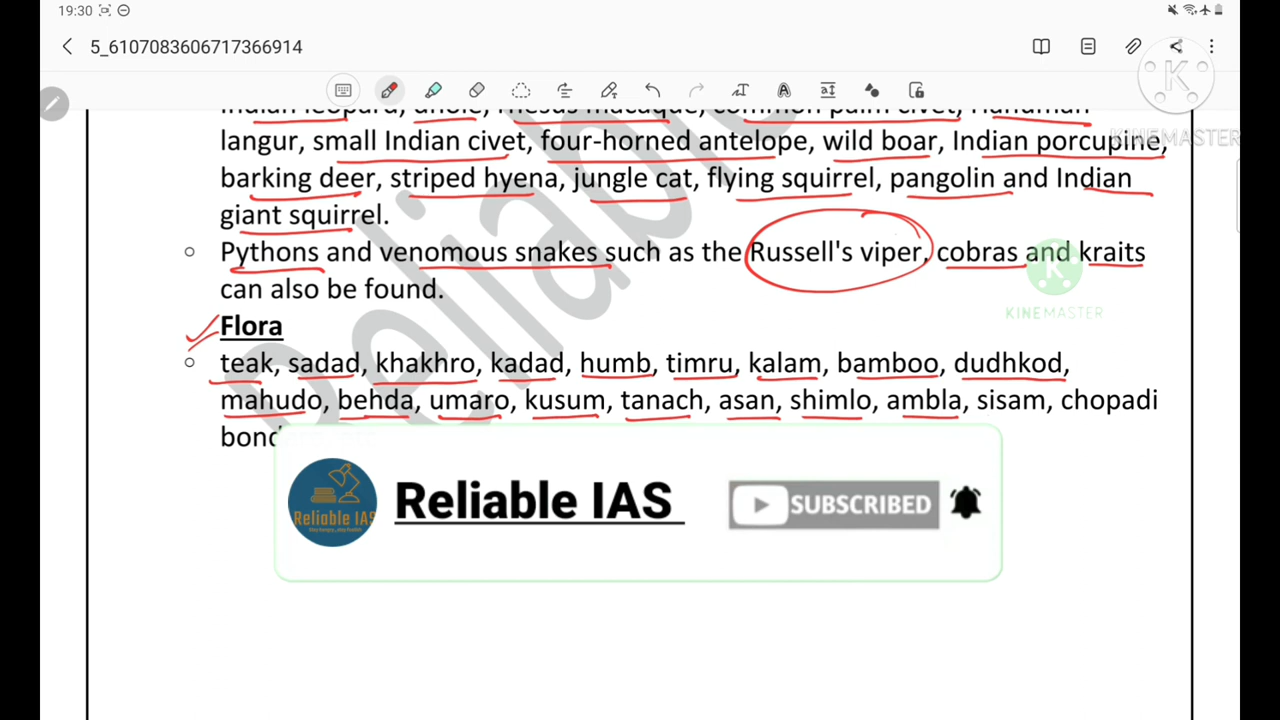 19:30
5_6107083606717366914
K
KINEMASTER
langur, small Indian civet, four-horned antelope, wild boar, Indian porcupine,
barking deer, striped hyena, jungle cat, flying squirrel, pangolin and Indian
giant squirrel.
Pythons and venomous snakes such as the Russell's viper, cobras and kraits
can also be found.
K
KINEMASTER
Flora
teak, sadad, khakhro, kadad, humb, timru, kalam, bamboo, dudhkod,
mahudo, behda, umaro, kusum, tanach, asan, shimlo, ambla, sisam, chopadi
Reliable IAS
Reliable IAS
SUBSCRIBED